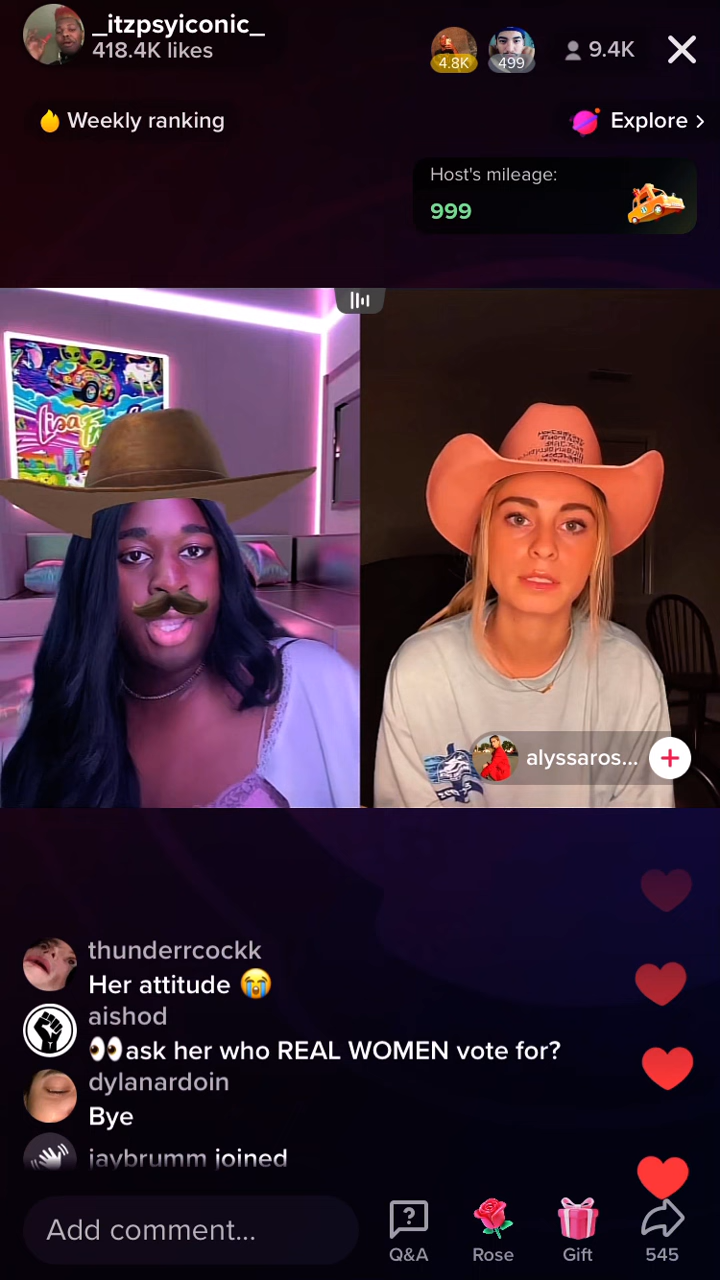 _itzpsyiconic_
418.4K likes
4.8K
499
9.4K
Weekly ranking
Explore >
Host's mileage:
999
Lisa
alyssaros...
thunderrcockk
Her attitude 😭
aishod
👀ask her who REAL WOMEN vote for?
dylanardoin
Bye
jaybrumm joined
Add comment...
Q&A
Rose
Gift
545